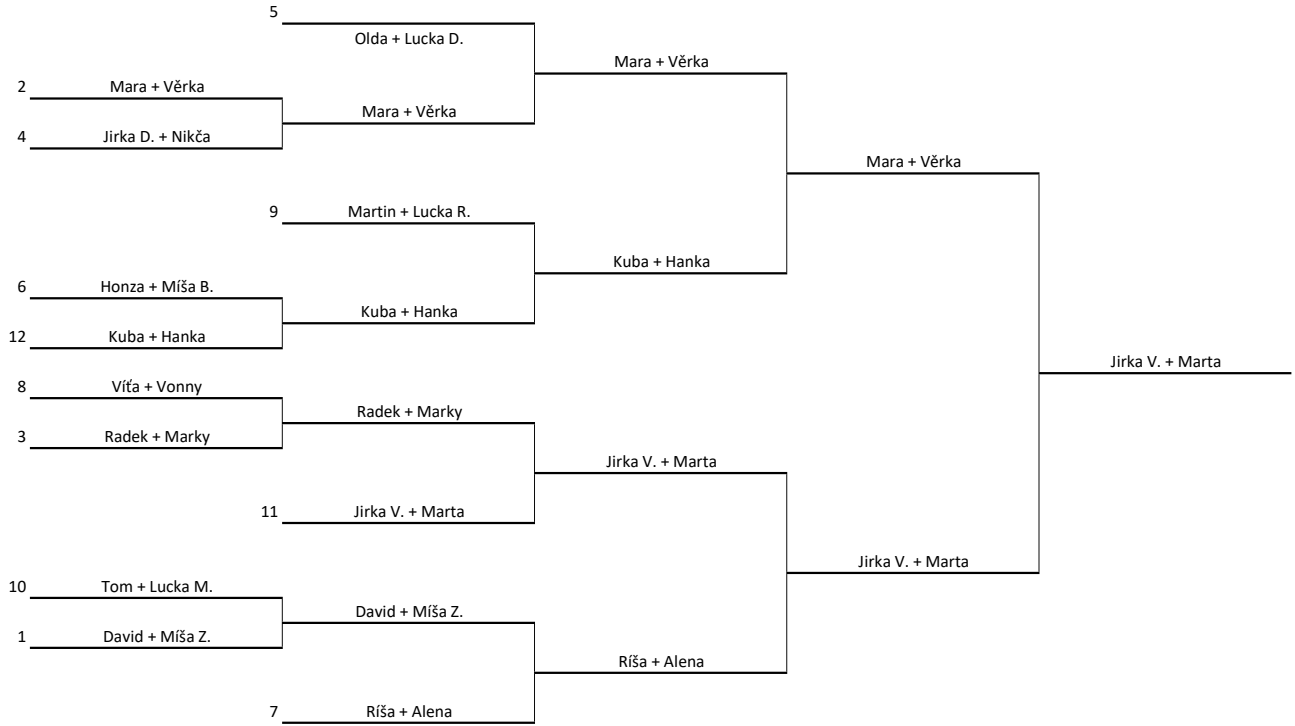 5
Olda + Lucka D.
Mara + Věrka
2 Mara + Věrka
Mara + Věrka
4 Jirka D. + Nikča
Mara + Věrka
9 Martin + Lucka R.
Kuba + Hanka
6 Honza + Míša B.
Kuba + Hanka
12 Kuba + Hanka
Jirka V. + Marta
8 Víťa + Vonny
Radek + Marky
3 Radek + Marky
Jirka V. + Marta
11 Jirka V. + Marta
Jirka V. + Marta
10 Tom + Lucka M.
David + Míša Z.
1 David + Míša Z.
Ríša + Alena
7 Ríša + Alena